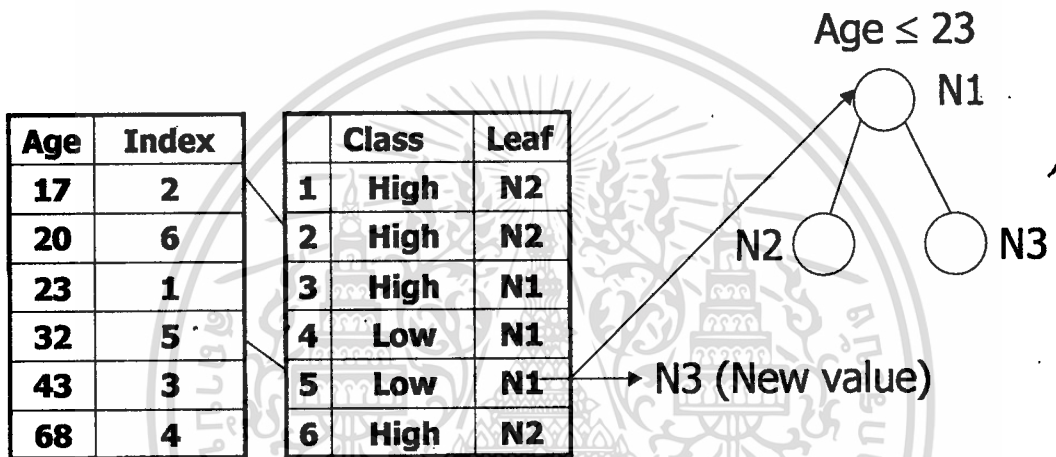 Age ≤ 23
N1
N2
N3
Age Index
17 2
20 6
23 1
32 5
43 3
68 4
Class Leaf
1 High N2
2 High N2
3 High N1
4 Low N1
5 Low N1
6 High N2
N3 (New value)